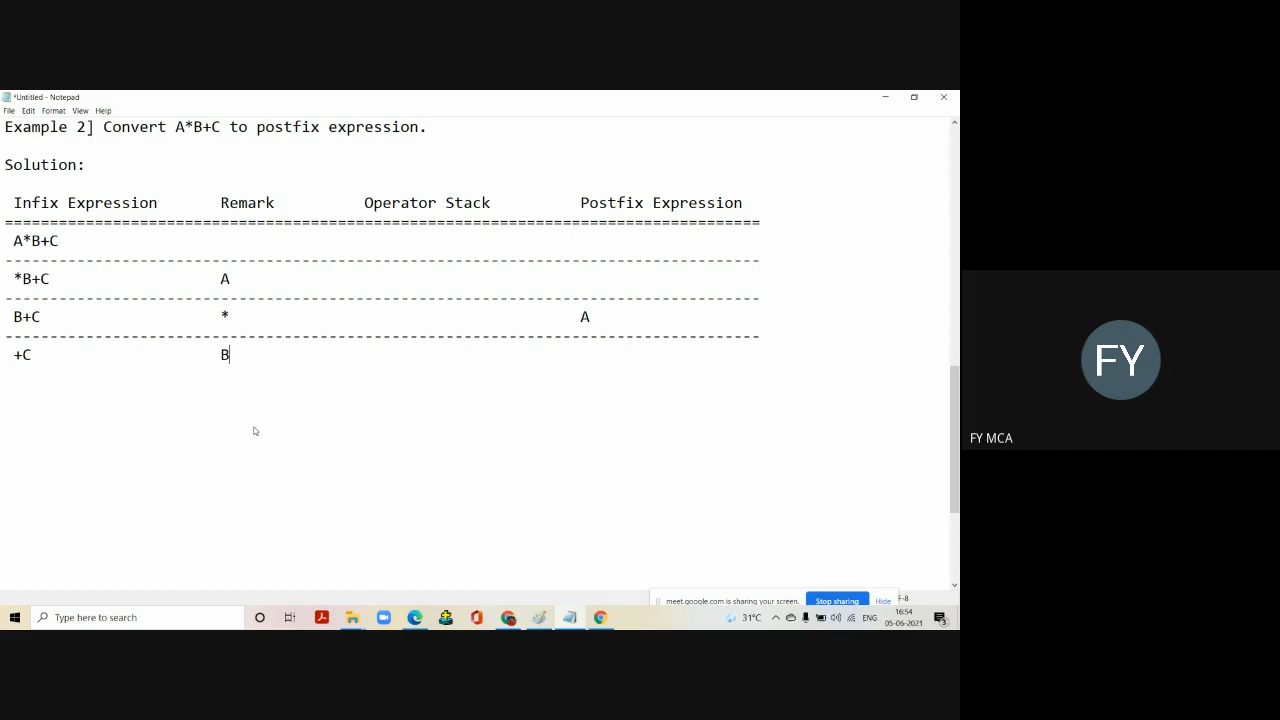 *Untitled - Notepad
File Edit Format View Help
Example 2] Convert A*B+C to postfix expression.
Solution:
Infix Expression Remark Operator Stack Postfix Expression
====================================================================================
A*B+C
------------------------------------------------------------------------------------
*B+C A
------------------------------------------------------------------------------------
B+C * A
------------------------------------------------------------------------------------
+C B
FY
FY MCA
meet.google.com is sharing your screen. Stop sharing Hide F-8
Type here to search 31°C ENG 16:54
05-06-2021 3